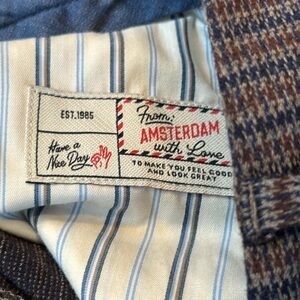 EST.1985
Have a
Nice Day
From:
AMSTERDAM
with Love
TO MAKE YOU FEEL GOOD
AND LOOK GREAT